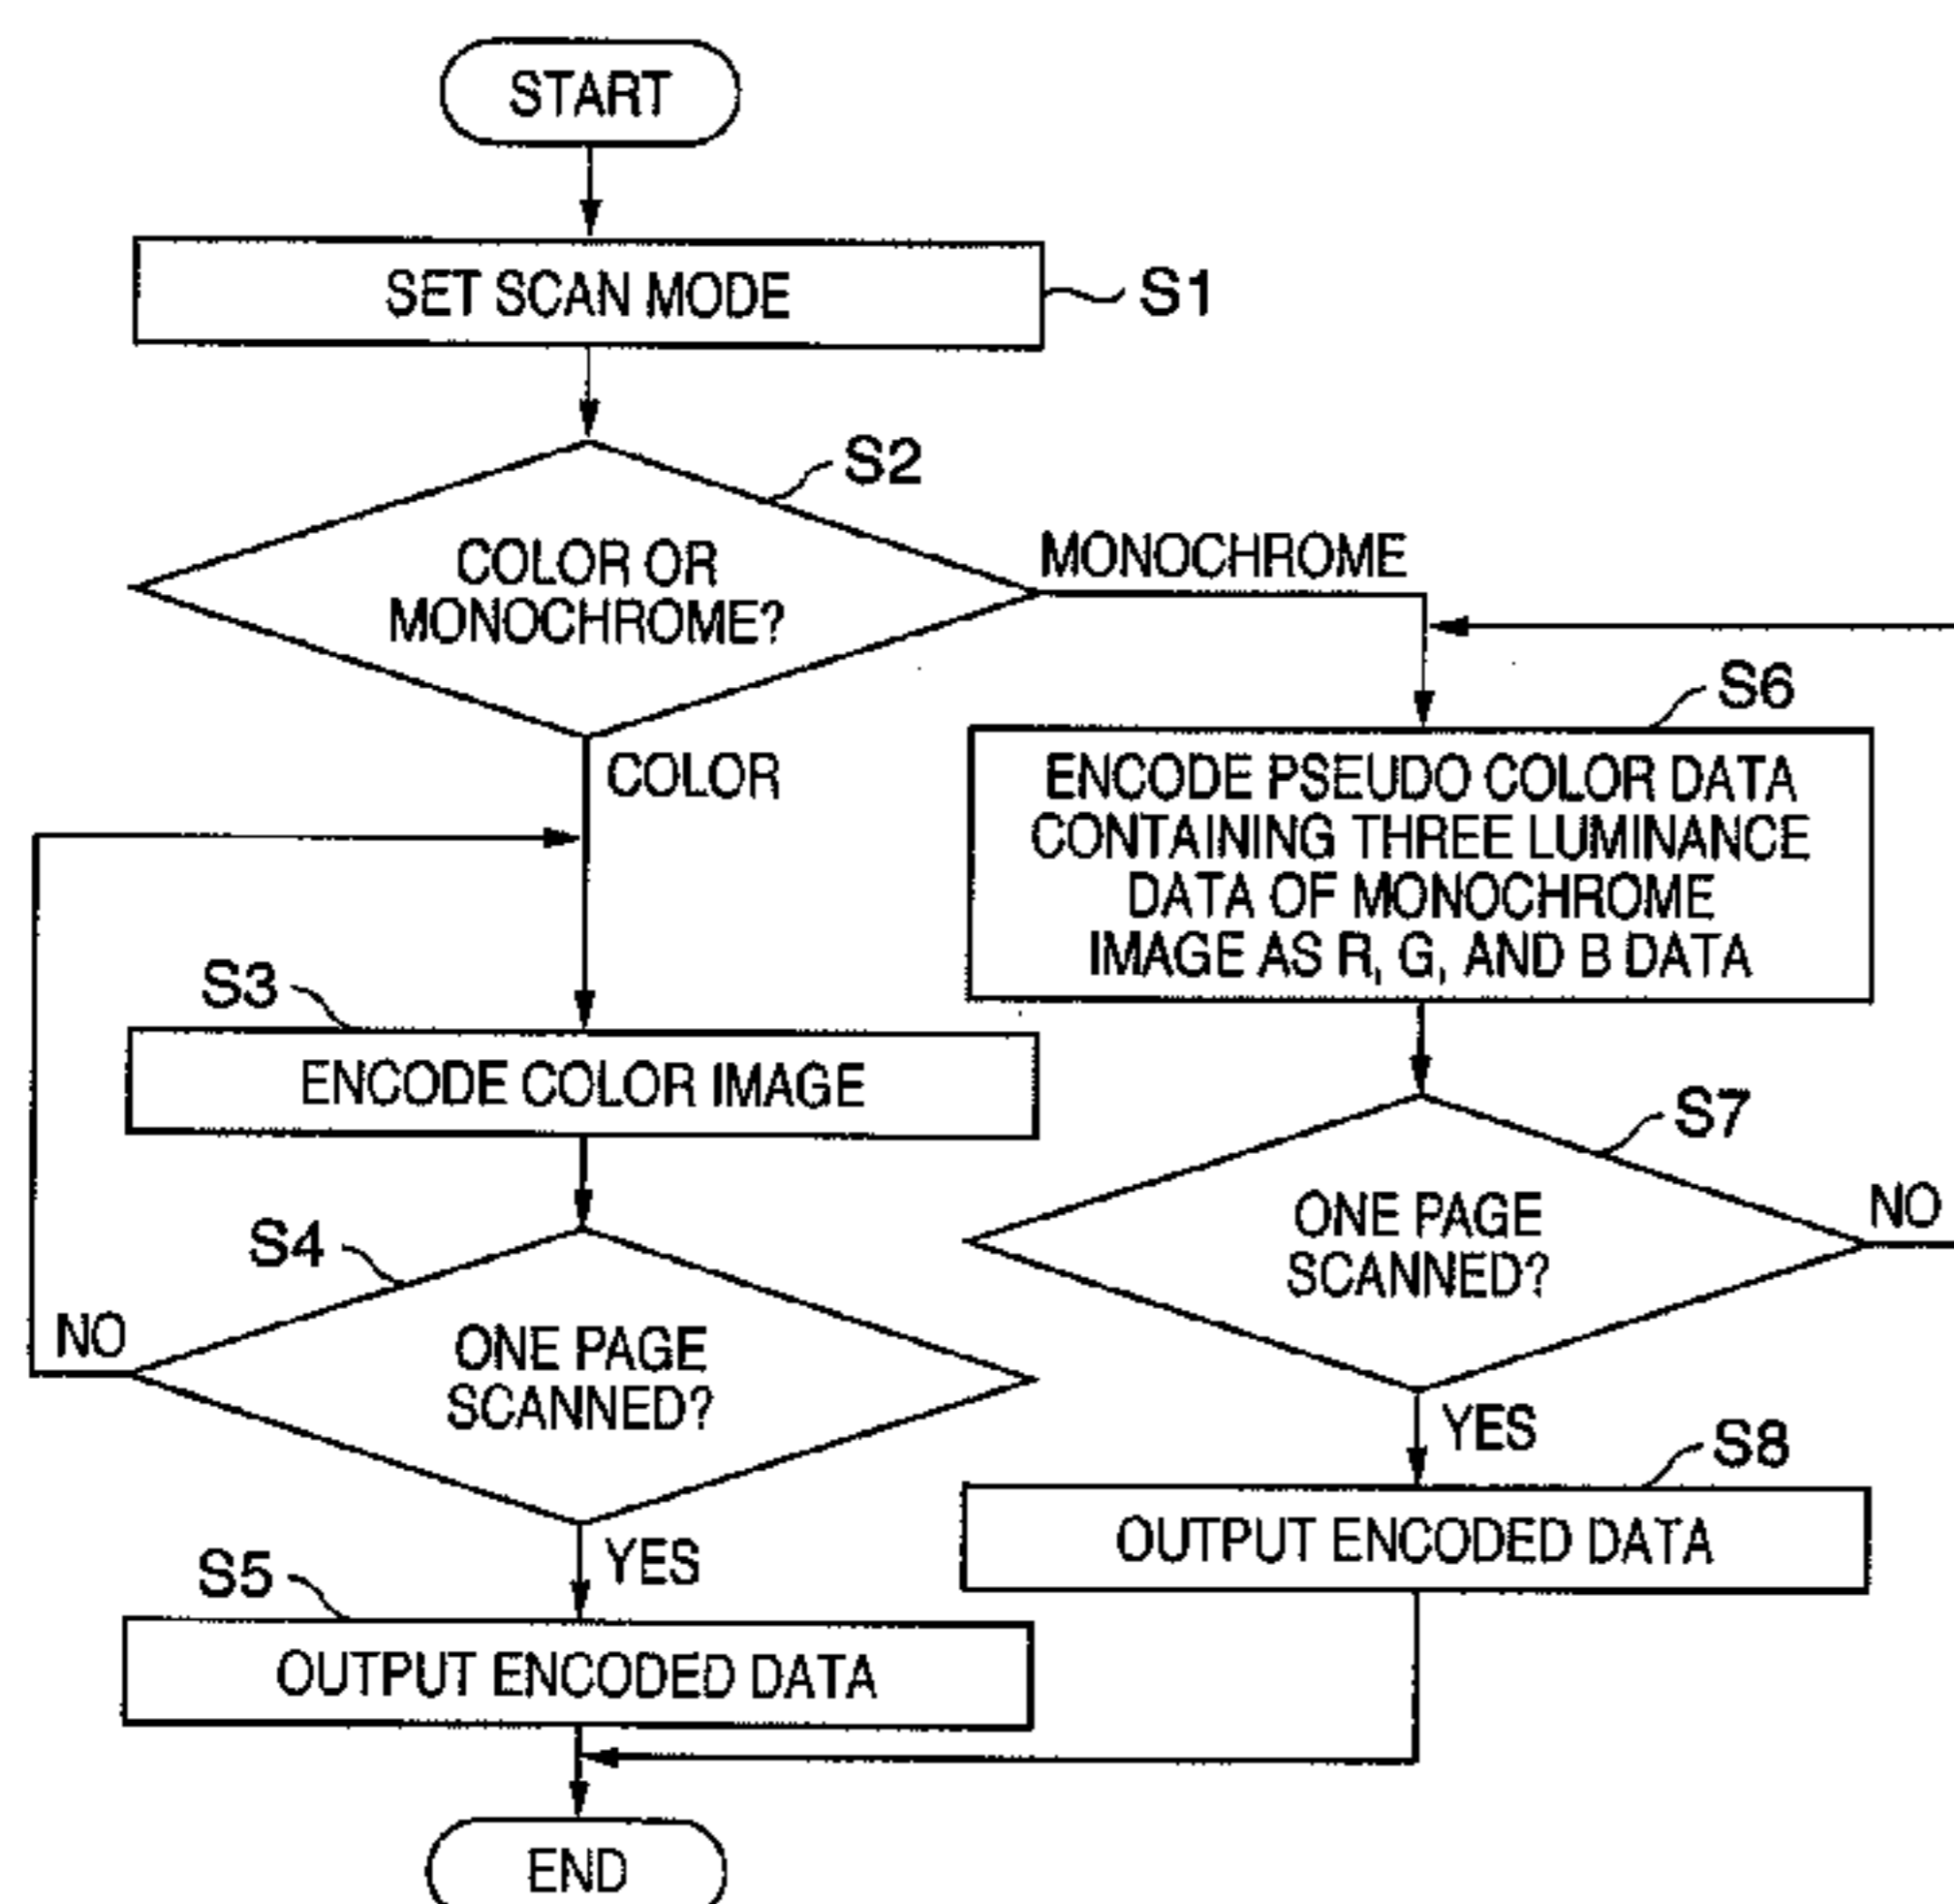 START
SET SCAN MODE
S1
S2
COLOR OR
MONOCHROME?
MONOCHROME
COLOR
S3
ENCODE COLOR IMAGE
S4
ONE PAGE
SCANNED?
NO
YES
S5
OUTPUT ENCODED DATA
S6
ENCODE PSEUDO COLOR DATA
CONTAINING THREE LUMINANCE
DATA OF MONOCHROME
IMAGE AS R, G, AND B DATA
S7
ONE PAGE
SCANNED?
NO
YES
S8
OUTPUT ENCODED DATA
END